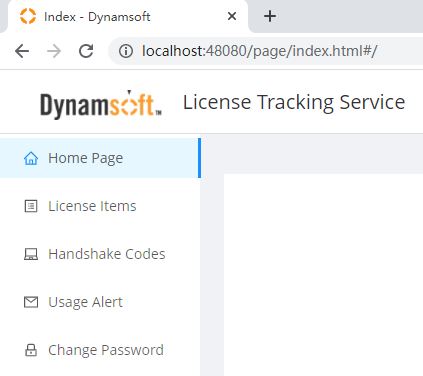 Index - Dynamsoft
localhost:48080/page/index.html#/
Dynamsoft™ License Tracking Service
Home Page
License Items
Handshake Codes
Usage Alert
Change Password